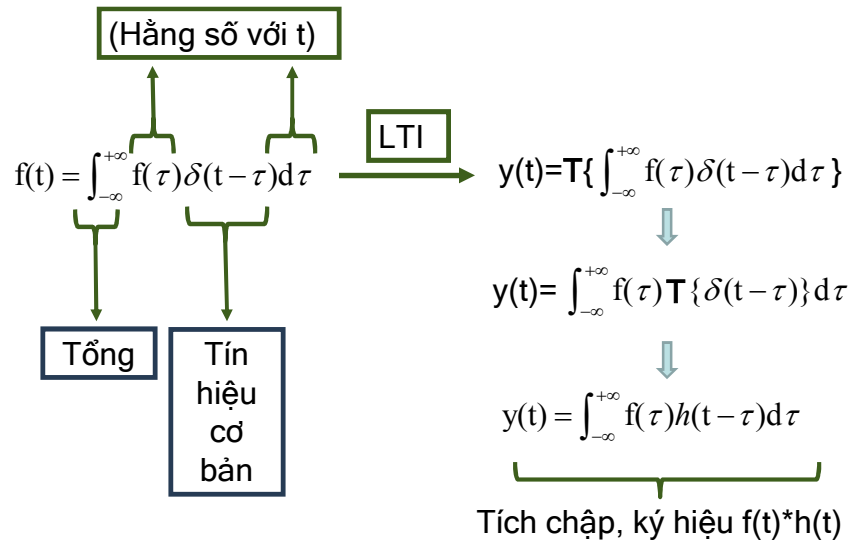 (Hằng số với t)
LTI
f(t) = ∫_{-∞}^{+∞} f(τ)δ(t − τ)dτ
y(t)=T{ ∫_{-∞}^{+∞} f(τ)δ(t − τ)dτ }
y(t)= ∫_{-∞}^{+∞} f(τ) T {δ(t − τ)}dτ
Tổng
Tín
hiệu
cơ
bản
y(t) = ∫_{-∞}^{+∞} f(τ)h(t − τ)dτ
Tích chập, ký hiệu f(t)*h(t)